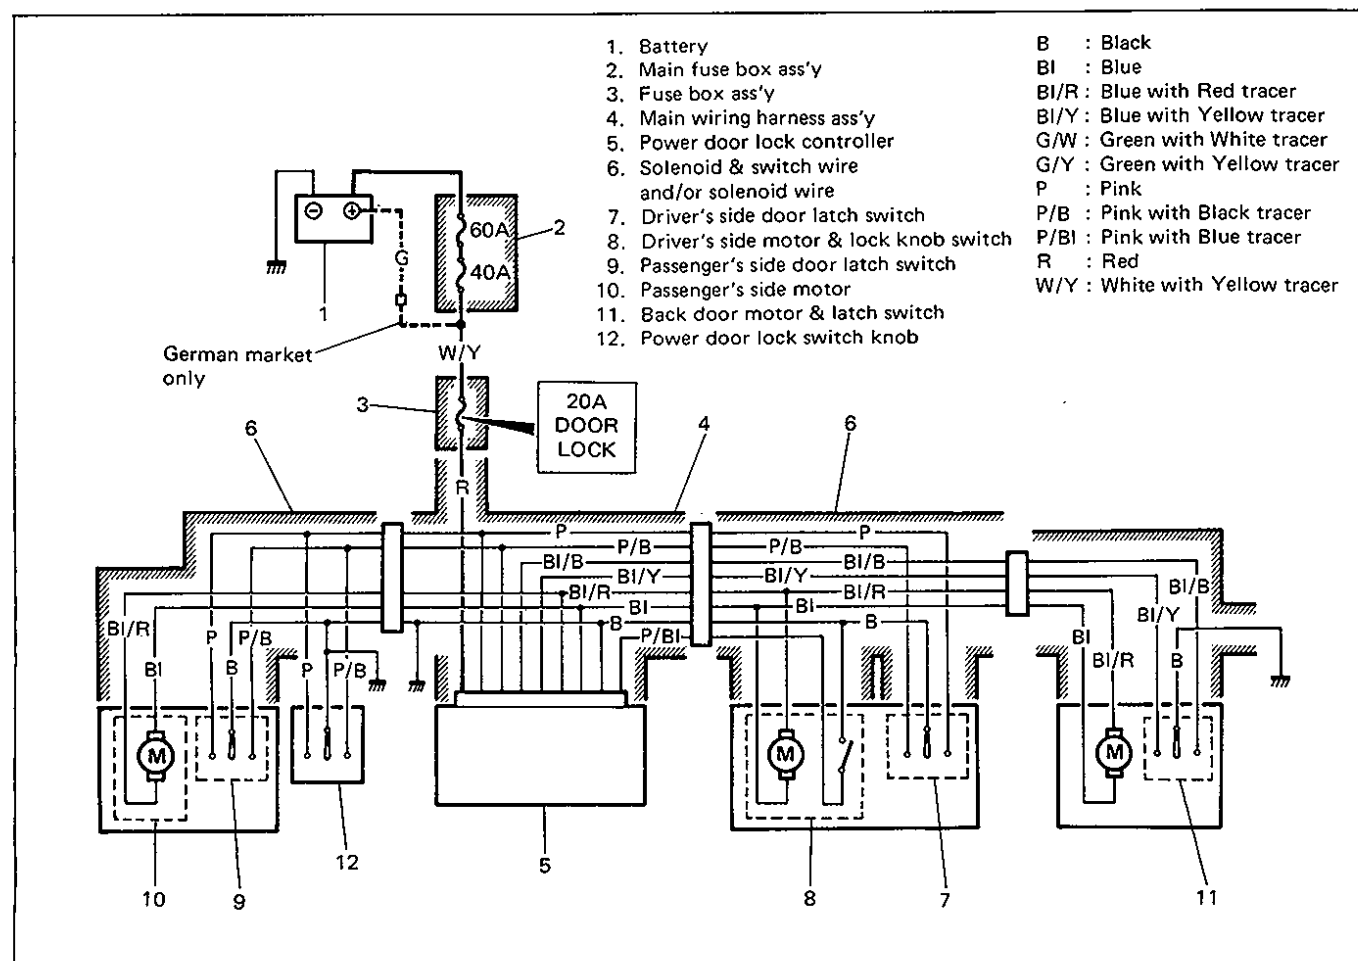 1. Battery
2. Main fuse box ass'y
3. Fuse box ass'y
4. Main wiring harness ass'y
5. Power door lock controller
6. Solenoid & switch wire
and/or solenoid wire
7. Driver's side door latch switch
8. Driver's side motor & lock knob switch
9. Passenger's side door latch switch
10. Passenger's side motor
11. Back door motor & latch switch
12. Power door lock switch knob
B : Black
Bl : Blue
Bl/R : Blue with Red tracer
Bl/Y : Blue with Yellow tracer
G/W : Green with White tracer
G/Y : Green with Yellow tracer
P : Pink
P/B : Pink with Black tracer
P/Bl : Pink with Blue tracer
R : Red
W/Y : White with Yellow tracer
60A
2
G
40A
1
German market
only
W/Y
3
20A
DOOR
LOCK
6
4
6
R
P
P
P/B
P/B
Bl/B
Bl/B
Bl/Y
Bl/Y
Bl/R
Bl/R
Bl/B
Bl
Bl
Bl/Y
B
B
Bl/R
P
P/B
P/Bl
Bl
Bl
B
P
P/B
Bl/R
B
M
M
M
12
5
10
9
8
7
11